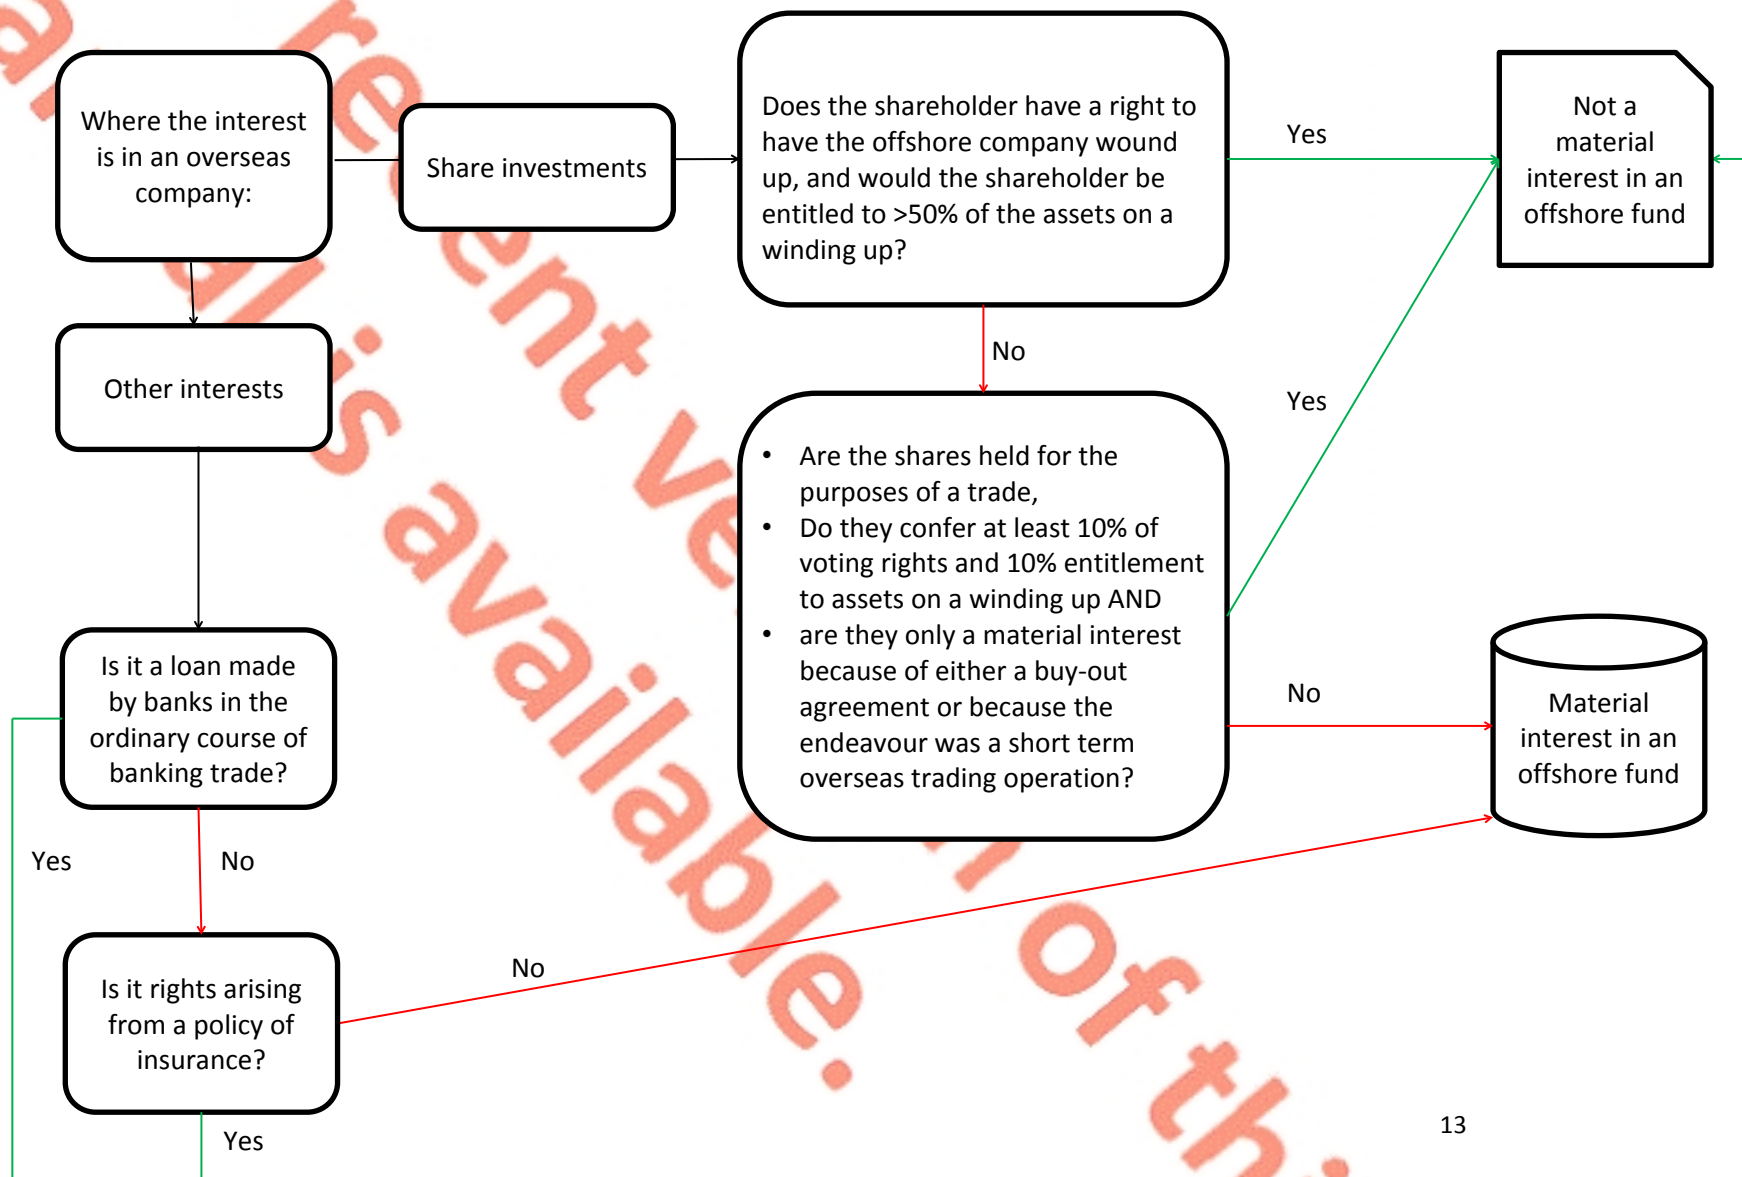 Where the interest
is in an overseas
company:
Share investments
Does the shareholder have a right to
have the offshore company wound
up, and would the shareholder be
entitled to >50% of the assets on a
winding up?
Yes
Not a
material
interest in an
offshore fund
Other interests
No
Yes
• Are the shares held for the
purposes of a trade,
• Do they confer at least 10% of
voting rights and 10% entitlement
to assets on a winding up AND
• are they only a material interest
because of either a buy-out
agreement or because the
endeavour was a short term
overseas trading operation?
No
Material
interest in an
offshore fund
Is it a loan made
by banks in the
ordinary course of
banking trade?
Yes
No
Is it rights arising
from a policy of
insurance?
No
Yes
13
is available.
of